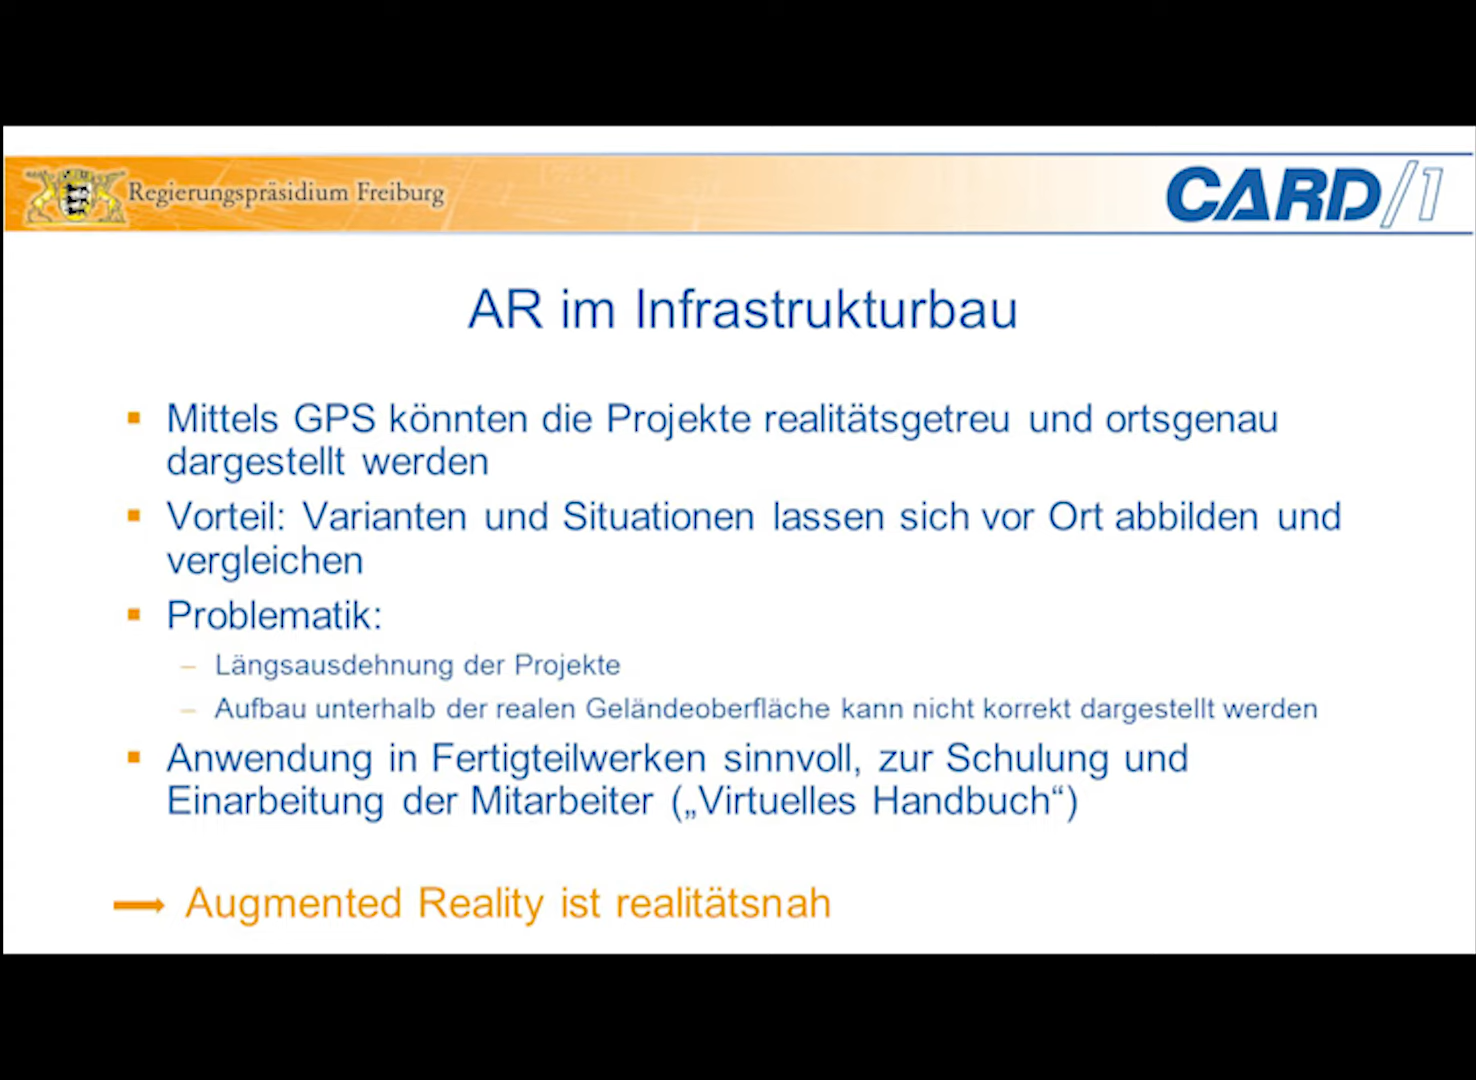 Regierungspräsidium Freiburg
CARD/1
AR im Infrastrukturbau
▪ Mittels GPS könnten die Projekte realitätsgetreu und ortsgenau
dargestellt werden
▪ Vorteil: Varianten und Situationen lassen sich vor Ort abbilden und
vergleichen
▪ Problematik:
– Längsausdehnung der Projekte
– Aufbau unterhalb der realen Geländeoberfläche kann nicht korrekt dargestellt werden
▪ Anwendung in Fertigteilwerken sinnvoll, zur Schulung und
Einarbeitung der Mitarbeiter („Virtuelles Handbuch“)
→ Augmented Reality ist realitätsnah